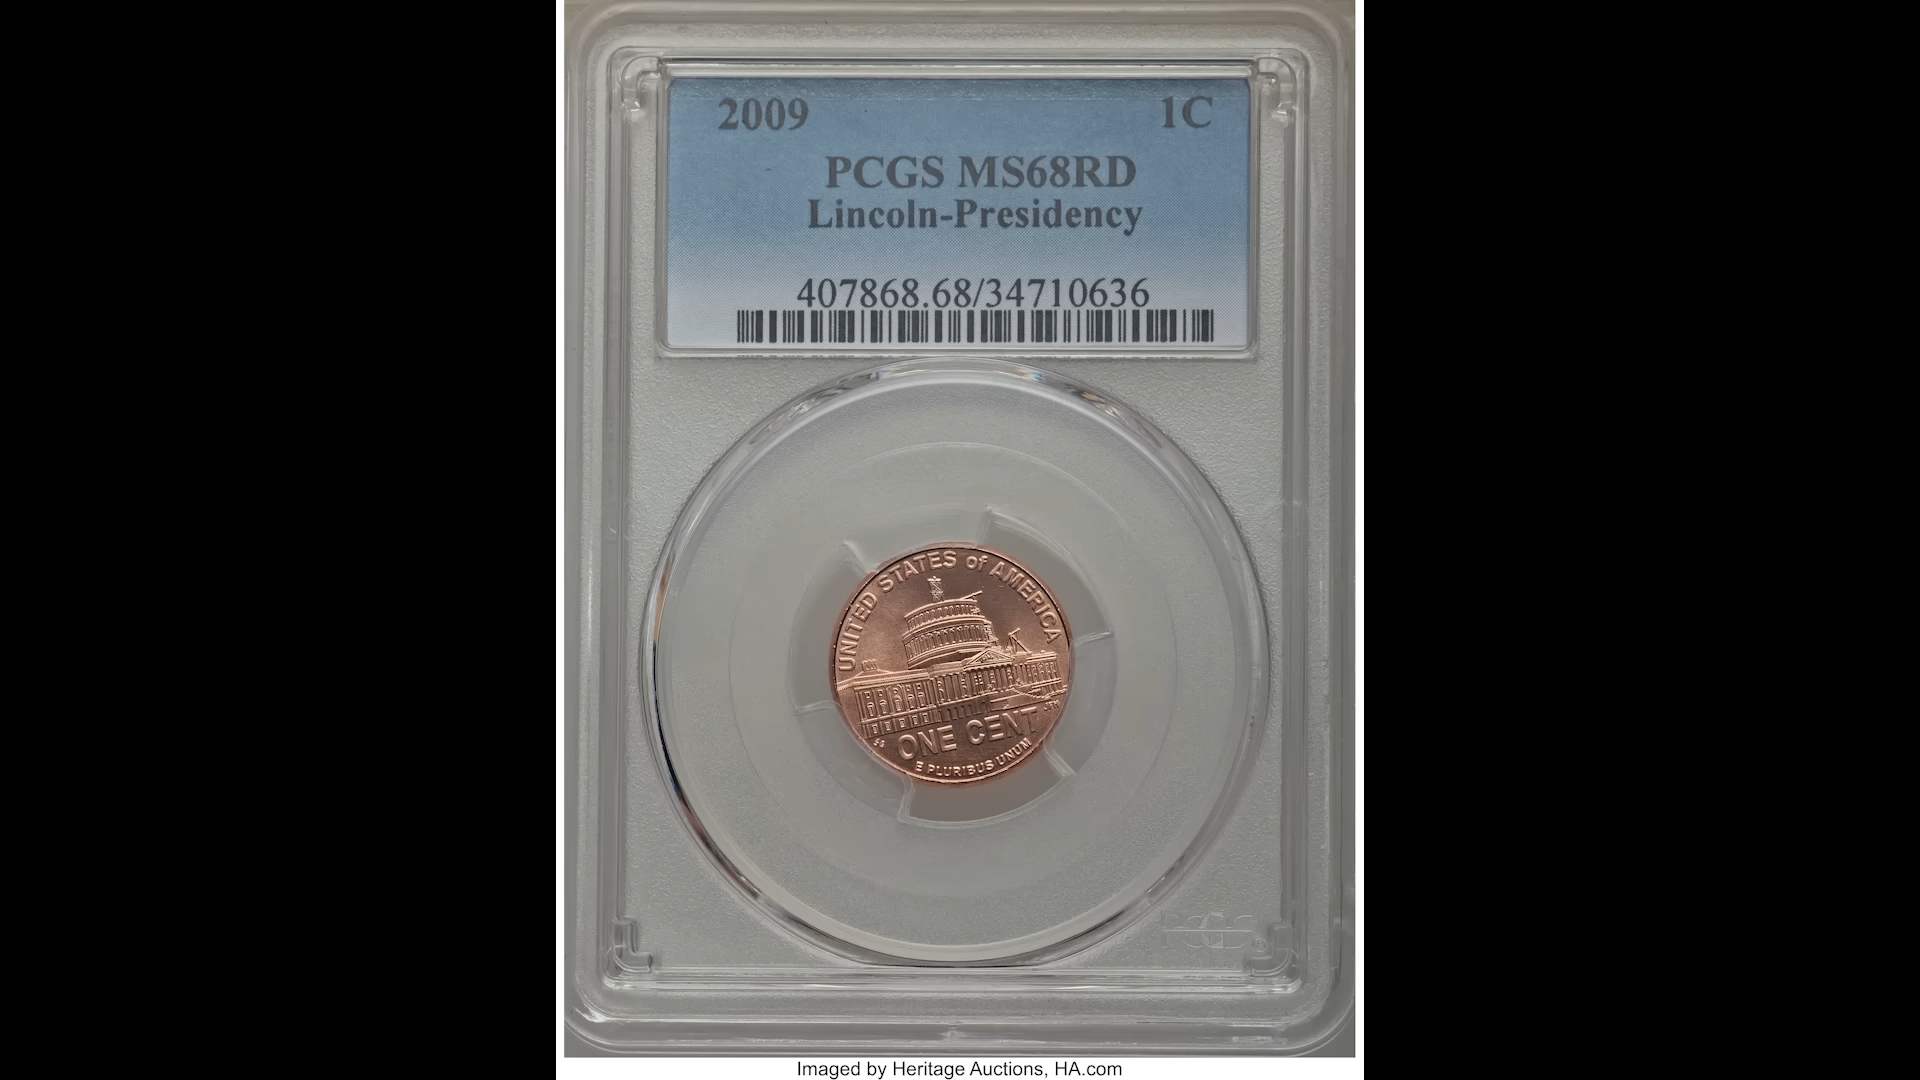 2009 1C
PCGS MS68RD
Lincoln-Presidency
407868.68/34710636
UNITED STATES of AMERICA
ONE CENT
E PLURIBUS UNUM
PCGS
Imaged by Heritage Auctions, HA.com